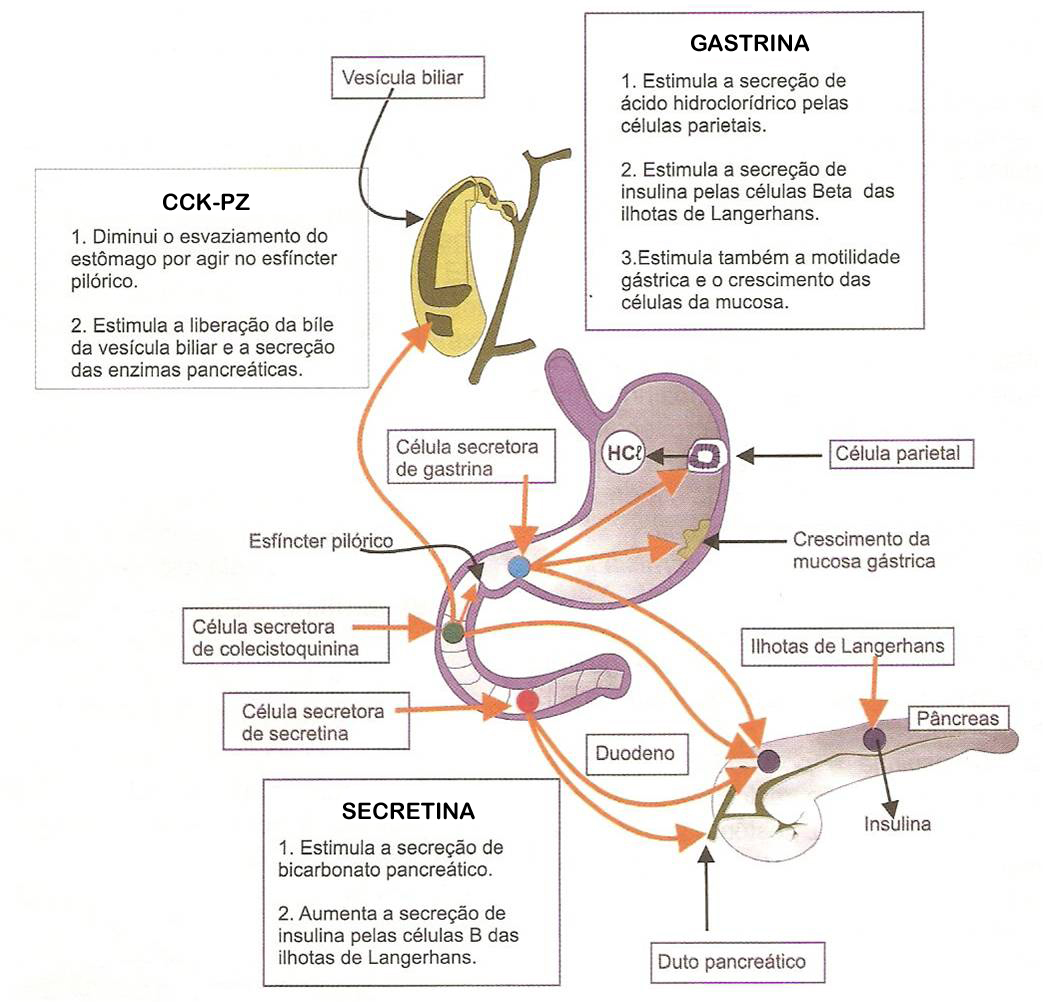 GASTRINA
1. Estimula a secreção de
ácido hidroclorídrico pelas
células parietais.
2. Estimula a secreção de
insulina pelas células Beta das
ilhotas de Langerhans.
3.Estimula também a motilidade
gástrica e o crescimento das
células da mucosa.
Vesícula biliar
CCK-PZ
1. Diminui o esvaziamento do
estômago por agir no esfíncter
pilórico.
2. Estimula a liberação da bíle
da vesícula biliar e a secreção
das enzimas pancreáticas.
Célula secretora
de gastrina
HCℓ
Célula parietal
Esfíncter pilórico
Crescimento da
mucosa gástrica
Célula secretora
de colecistoquinina
Ilhotas de Langerhans
Célula secretora
de secretina
Pâncreas
Duodeno
Insulina
SECRETINA
1. Estimula a secreção de
bicarbonato pancreático.
2. Aumenta a secreção de
insulina pelas células B das
ilhotas de Langerhans.
Duto pancreático